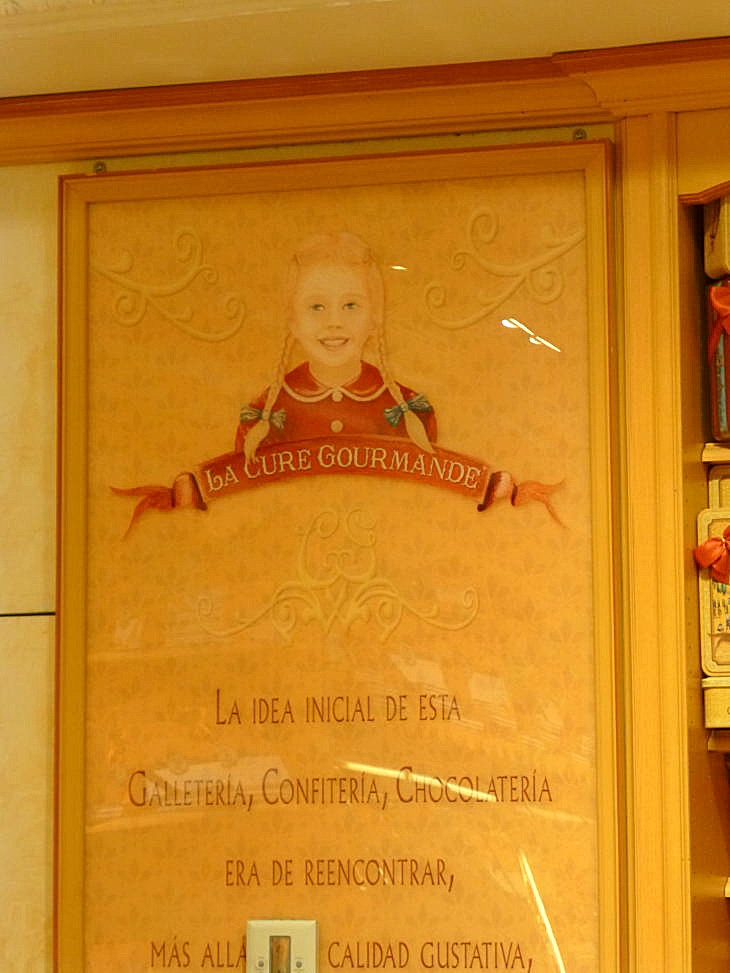 LA CURE GOURMANDE
LA IDEA INICIAL DE ESTA
GALLETERÍA, CONFITERÍA, CHOCOLATERÍA
ERA DE REENCONTRAR,
MÁS ALLÁ CALIDAD GUSTATIVA,